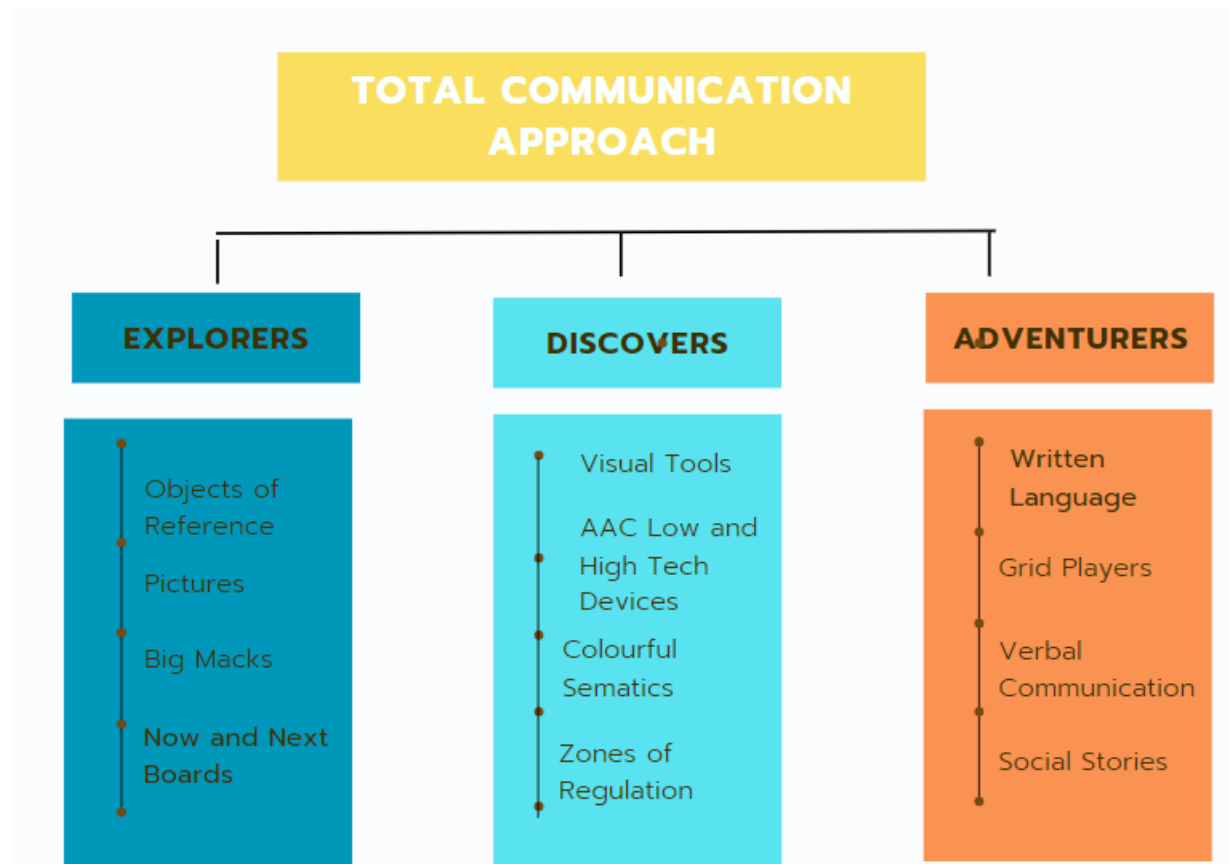 TOTAL COMMUNICATION
APPROACH
EXPLORERS
Objects of
Reference
Pictures
Big Macks
Now and Next
Boards
DISCOVERS
Visual Tools
AAC Low and
High Tech
Devices
Colourful
Sematics
Zones of
Regulation
ADVENTURERS
Written
Language
Grid Players
Verbal
Communication
Social Stories